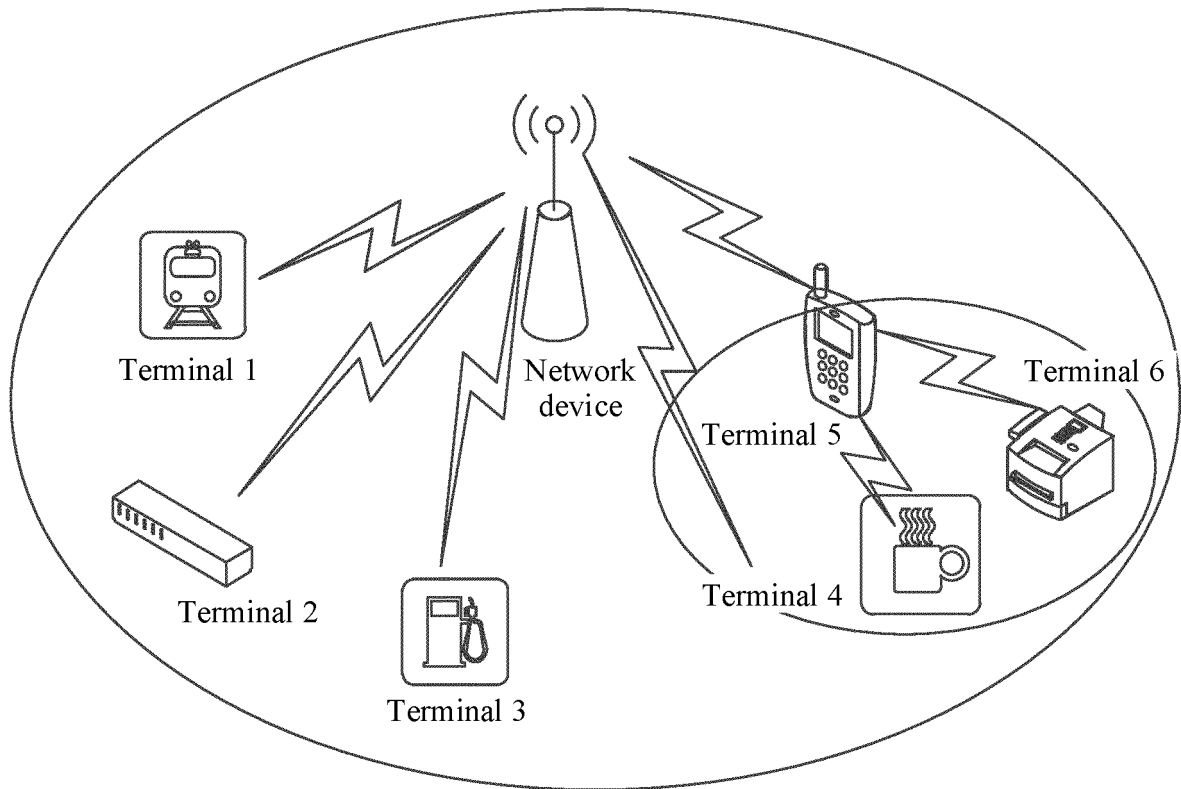 Terminal 1
Network
device
Terminal 6
Terminal 5
Terminal 2
Terminal 4
Terminal 3